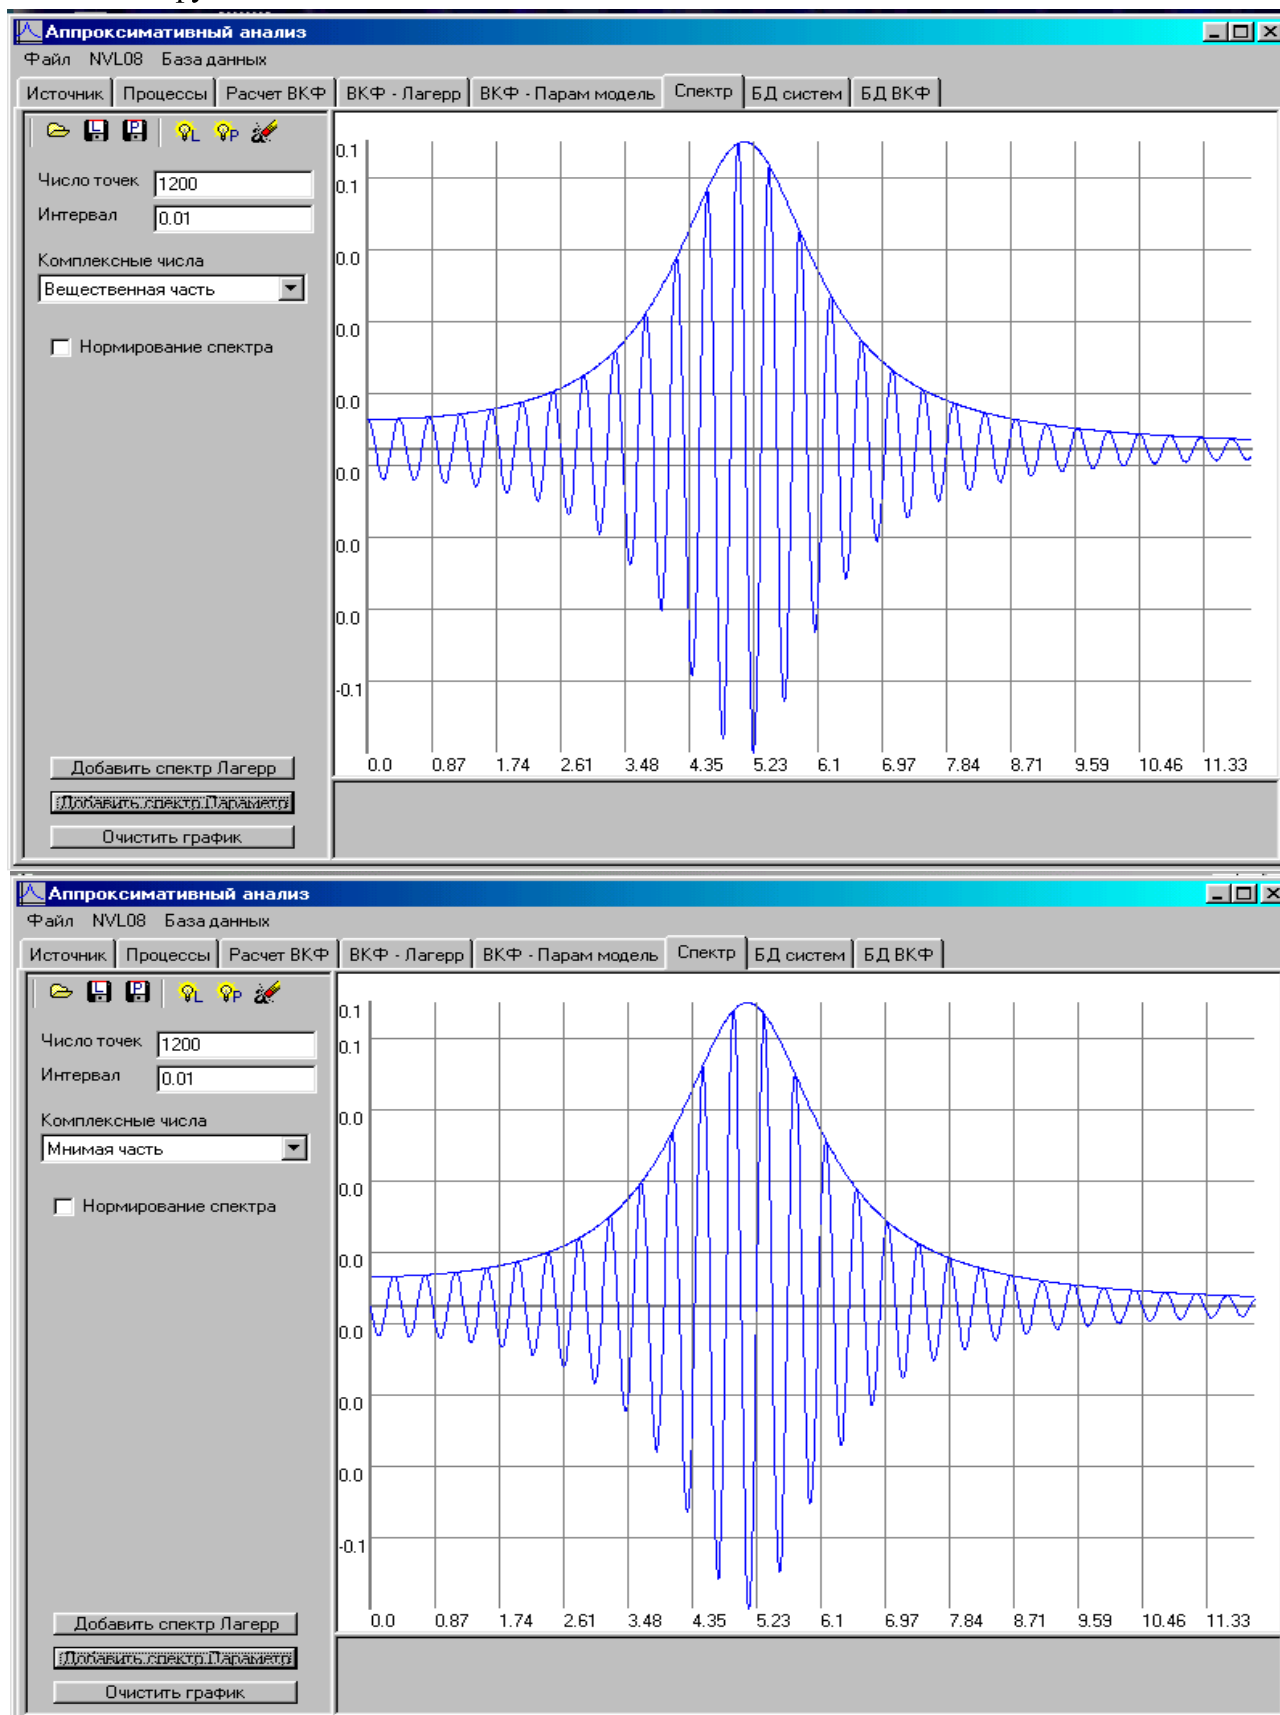 ру
Аппроксимативный анализ
Файл NVL08 База данных
Источник Процессы Расчет ВКФ ВКФ - Лагерр ВКФ - Парам модель Спектр БД систем БД ВКФ
L P L P
Число точек 1200
Интервал 0.01
Комплексные числа
Вещественная часть
Нормирование спектра
0.1
0.1
0.0
0.0
0.0
0.0
0.0
0.0
-0.1
0.0 0.87 1.74 2.61 3.48 4.35 5.23 6.1 6.97 7.84 8.71 9.59 10.46 11.33
Добавить спектр Лагерр
Добавить спектр Параметр
Очистить график
Аппроксимативный анализ
Файл NVL08 База данных
Источник Процессы Расчет ВКФ ВКФ - Лагерр ВКФ - Парам модель Спектр БД систем БД ВКФ
L P L P
Число точек 1200
Интервал 0.01
Комплексные числа
Мнимая часть
Нормирование спектра
0.1
0.1
0.0
0.0
0.0
0.0
0.0
0.0
-0.1
0.0 0.87 1.74 2.61 3.48 4.35 5.23 6.1 6.97 7.84 8.71 9.59 10.46 11.33
Добавить спектр Лагерр
Добавить спектр Параметр
Очистить график